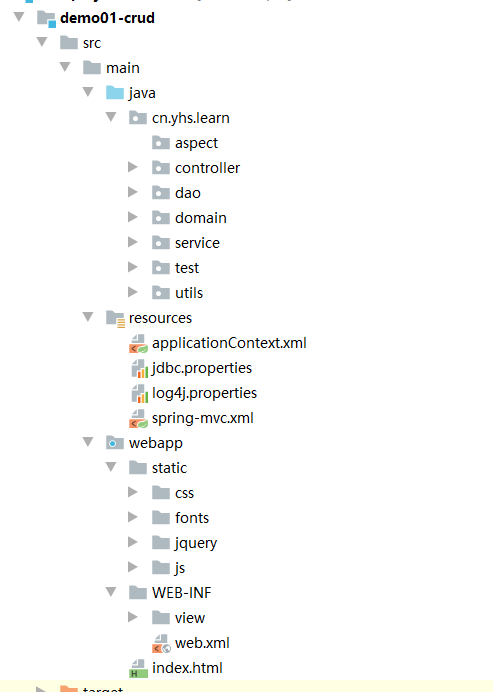 demo01-crud
src
main
java
cn.yhs.learn
aspect
controller
dao
domain
service
test
utils
resources
applicationContext.xml
jdbc.properties
log4j.properties
spring-mvc.xml
webapp
static
css
fonts
jquery
js
WEB-INF
view
web.xml
index.html